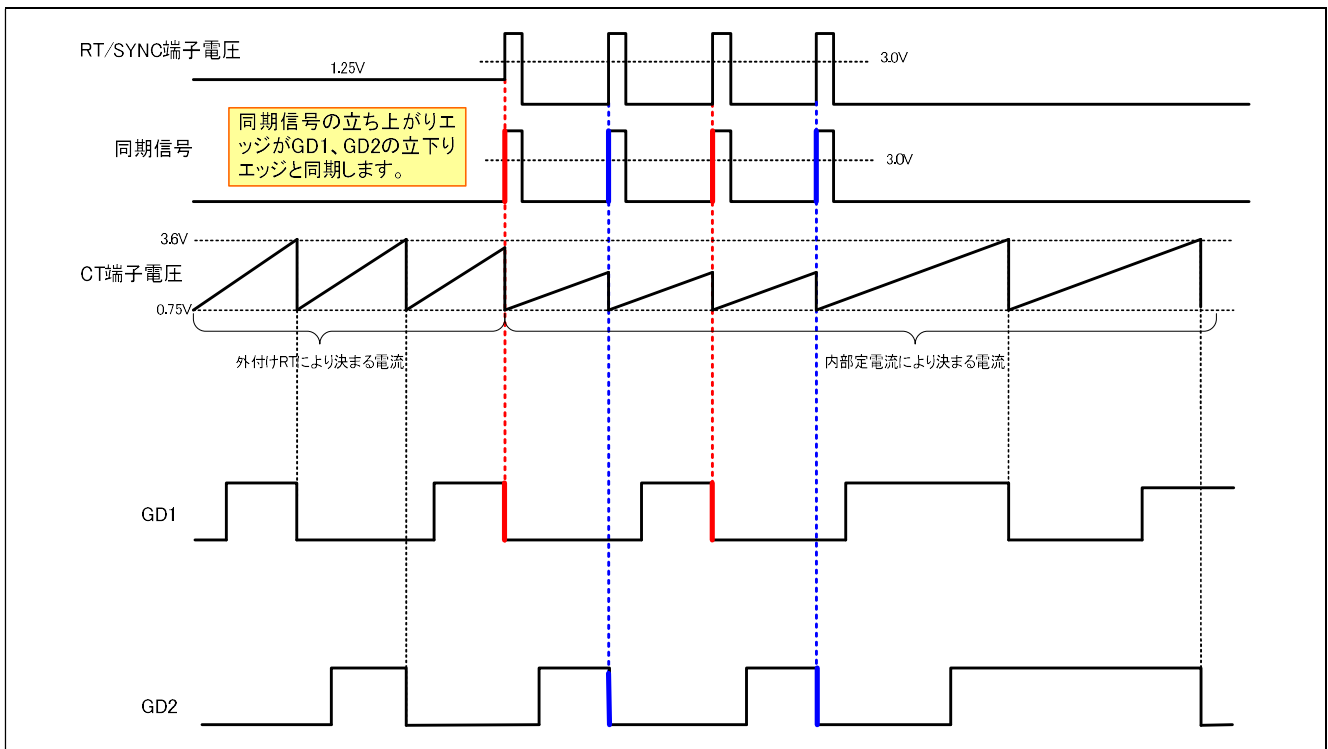 RT/SYNC端子電圧
1.25V
3.0V
同期信号の立ち上がりエ
ッジがGD1、GD2の立下り
エッジと同期します。
同期信号
3.0V
3.6V
CT端子電圧
0.75V
外付けRTにより決まる電流
内部定電流により決まる電流
GD1
GD2